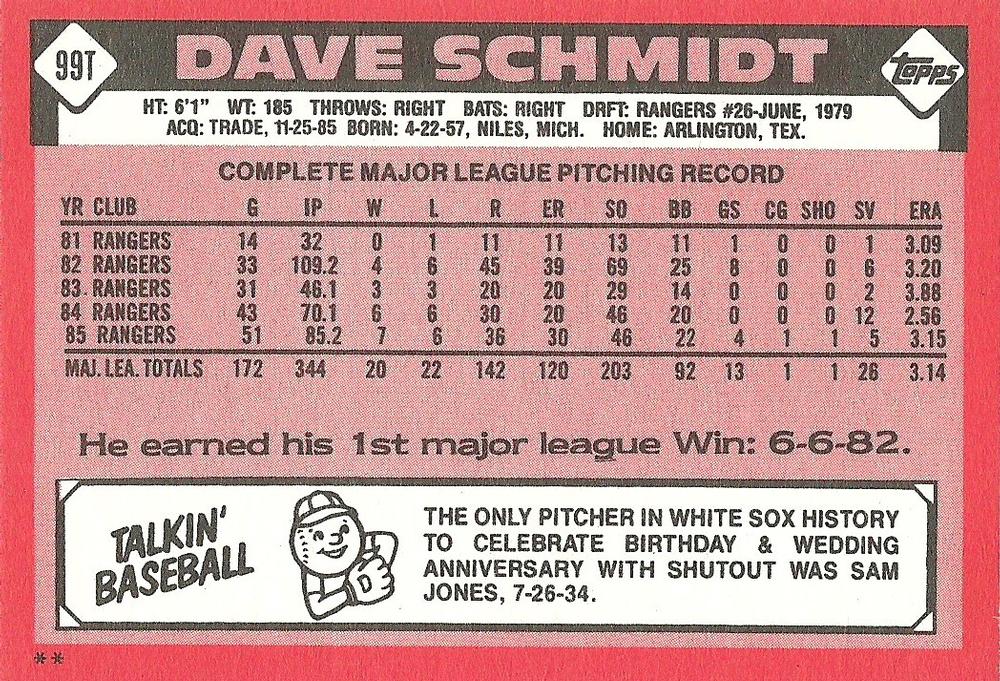 99T DAVE SCHMIDT topps
HT: 6'1" WT: 185 THROWS: RIGHT BATS: RIGHT DRFT: RANGERS #26-JUNE, 1979
ACQ: TRADE, 11-25-85 BORN: 4-22-57, NILES, MICH. HOME: ARLINGTON, TEX.
COMPLETE MAJOR LEAGUE PITCHING RECORD
YR CLUB G IP W L R ER SO BB GS CG SHO SV ERA
81 RANGERS 14 32 0 1 11 11 13 11 1 0 0 1 3.09
82 RANGERS 33 109.2 4 6 45 39 69 25 8 0 0 6 3.20
83. RANGERS 31 46.1 3 3 20 20 29 14 0 0 0 2 3.88
84 RANGERS 43 70.1 6 6 30 20 46 20 0 0 0 12 2.56
85 RANGERS 51 85.2 7 6 36 30 46 22 4 1 1 5 3.15
MAJ. LEA. TOTALS 172 344 20 22 142 120 203 92 13 1 1 26 3.14
He earned his 1st major league Win: 6-6-82.
TALKIN'
BASEBALL
D
THE ONLY PITCHER IN WHITE SOX HISTORY
TO CELEBRATE BIRTHDAY & WEDDING
ANNIVERSARY WITH SHUTOUT WAS SAM
JONES, 7-26-34.
**